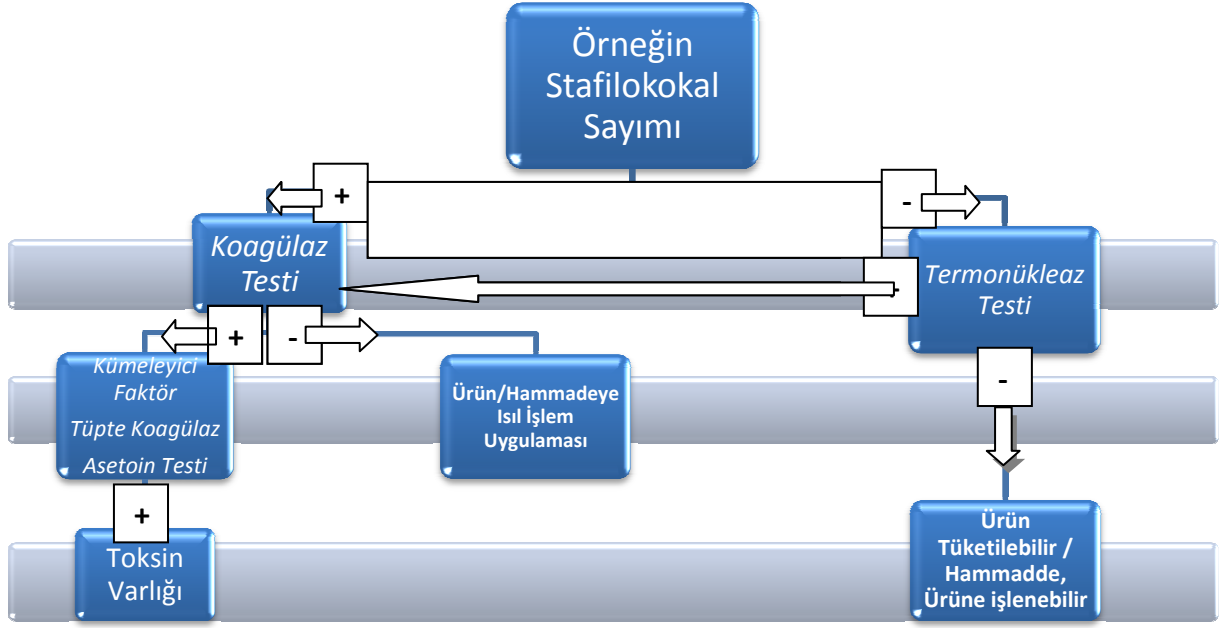 Örneğin
Stafilokokal
Sayımı
+
-
Koagülaz
Testi
Termonükleaz
Testi
+
-
Kümeleyici
Faktör
Tüpte Koagülaz
Asetoin Testi
Ürün/Hammadeye
Isıl İşlem
Uygulaması
-
+
Toksin
Varlığı
Ürün
Tüketilebilir /
Hammadde,
Ürüne işlenebilir